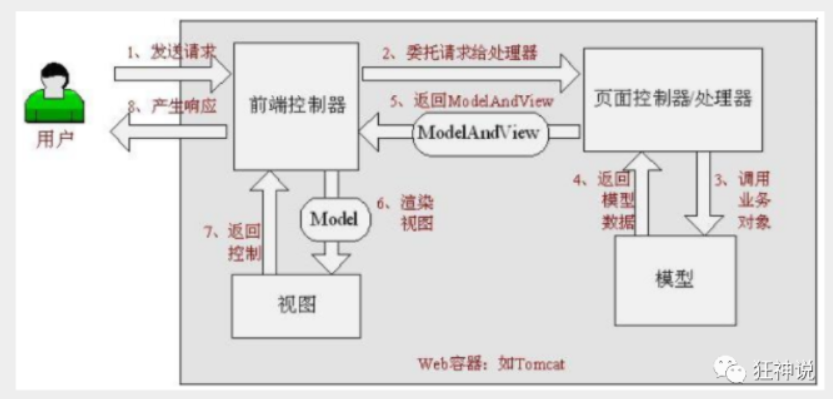 1、发送请求
2、委托请求给处理器
8、产生响应
前端控制器
5、返回ModelAndView
页面控制器/处理器
ModelAndView
用户
4、返回
模型
数据
3、调用
业务
对象
7、返回
控制
Model
6、渲染
视图
视图
模型
Web容器：如Tomcat
狂神说